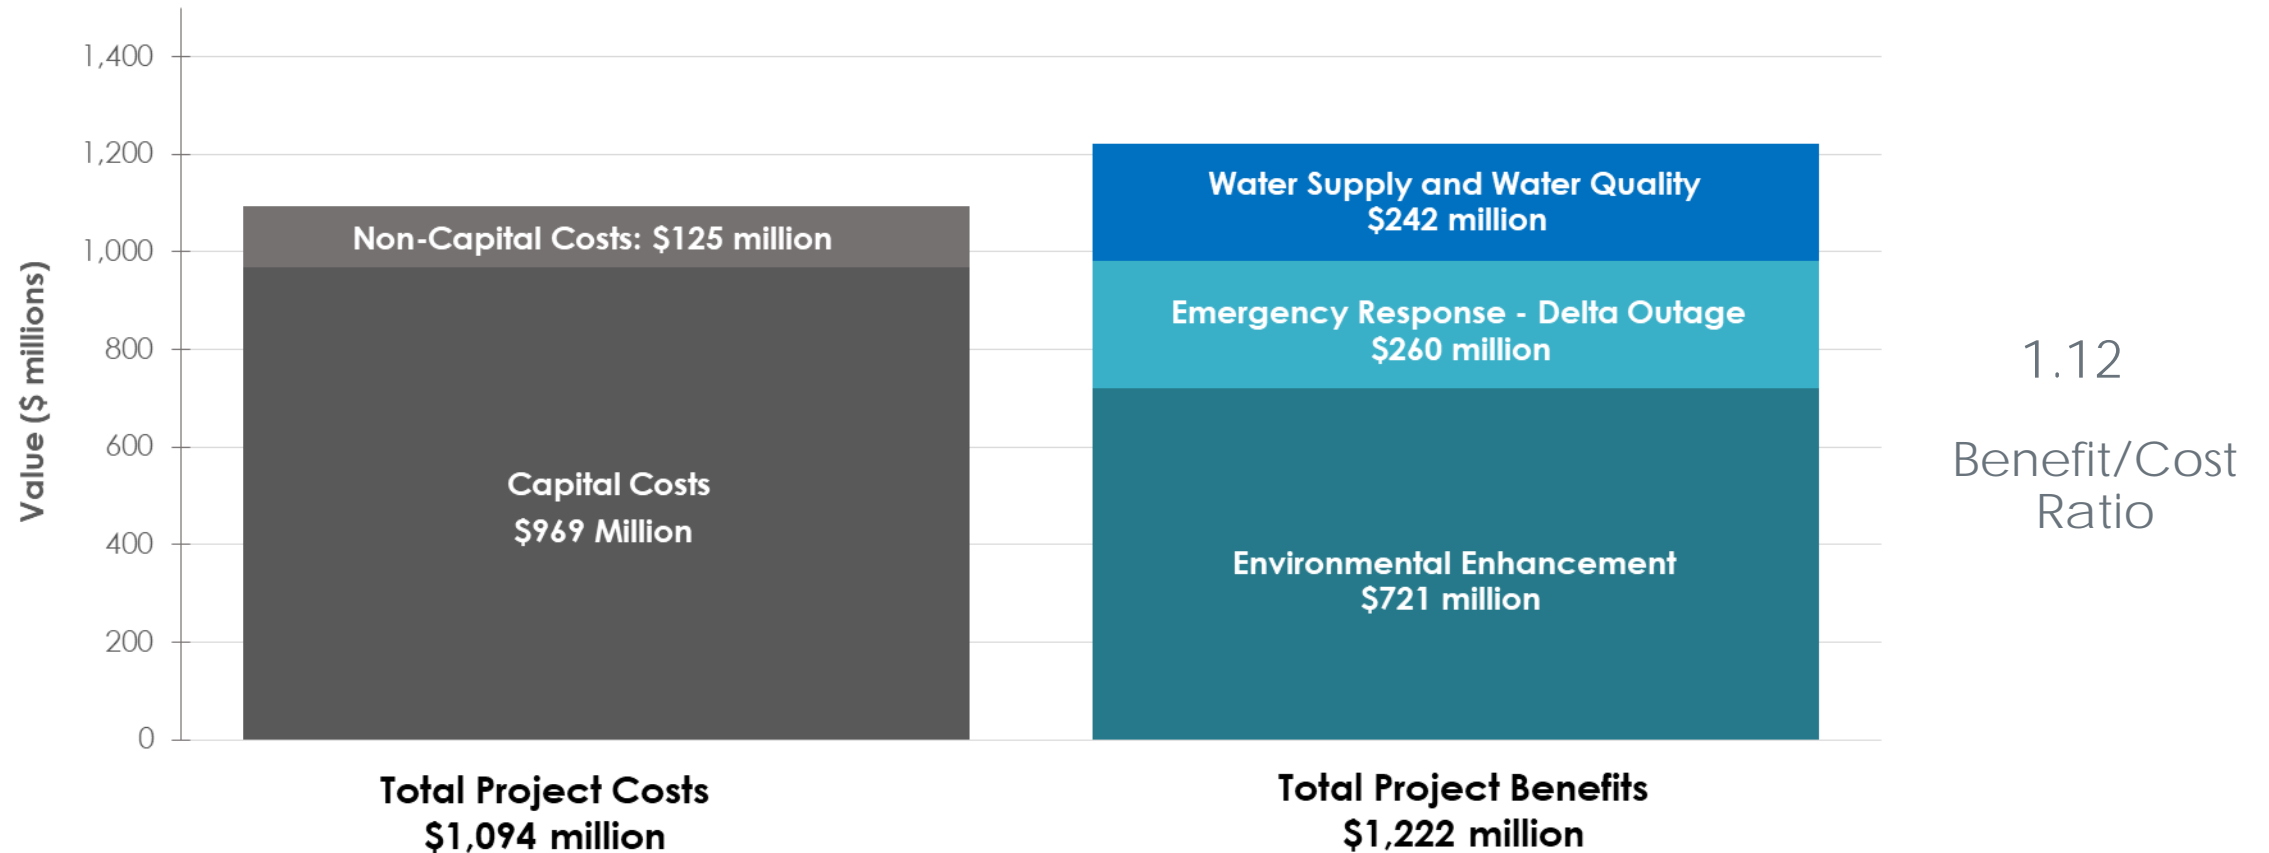 Value ($ millions)
1,400
1,200
1,000
800
600
400
200
0
Non-Capital Costs: $125 million
Capital Costs
$969 Million
Water Supply and Water Quality
$242 million
Emergency Response - Delta Outage
$260 million
Environmental Enhancement
$721 million
Total Project Costs
$1,094 million
Total Project Benefits
$1,222 million
1.12
Benefit/Cost
Ratio